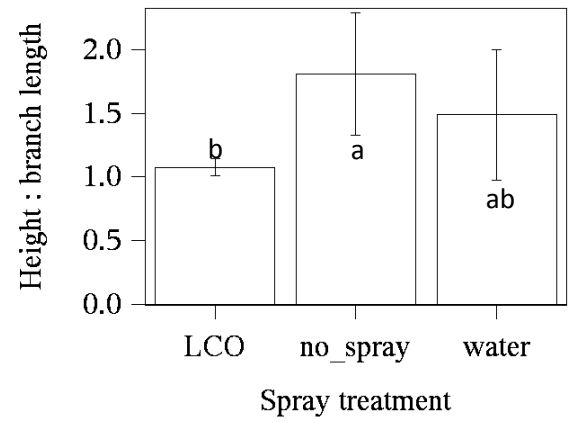 Height : branch length
2.0
1.5
1.0
0.5
0.0
b
a
ab
LCO no_spray water
Spray treatment